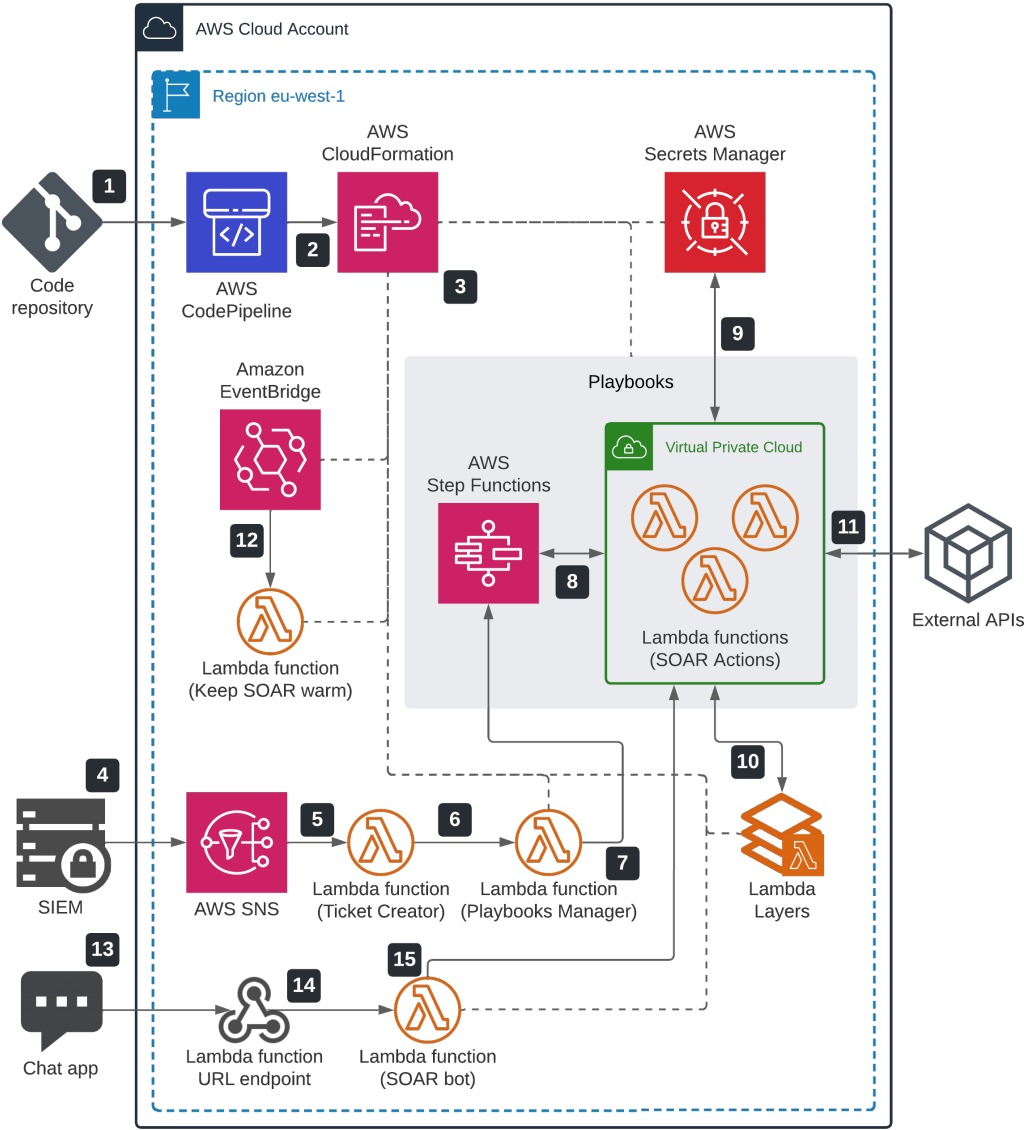 AWS Cloud Account
Region eu-west-1
AWS
CloudFormation
AWS
Secrets Manager
1
2
3
Code
repository
AWS
CodePipeline
9
Amazon
EventBridge
Playbooks
Virtual Private Cloud
AWS
Step Functions
12
8
11
External APIs
Lambda functions
(SOAR Actions)
Lambda function
(Keep SOAR warm)
10
4
5
6
7
SIEM
AWS SNS
Lambda function
(Ticket Creator)
Lambda function
(Playbooks Manager)
Lambda
Layers
13
14
15
Chat app
Lambda function
URL endpoint
Lambda function
(SOAR bot)